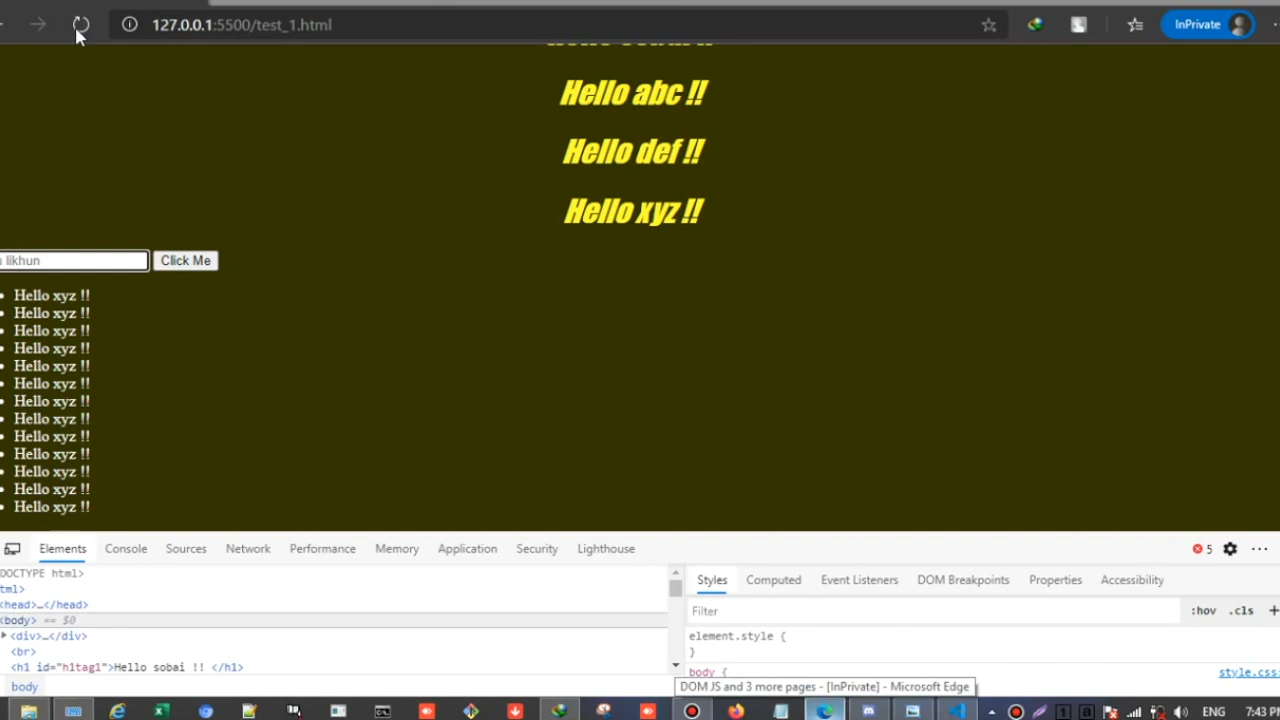 127.0.0.1:5500/test_1.html
InPrivate
Hello abc !!
Hello def !!
Hello xyz !!
likhun
Click Me
Hello xyz !!
Hello xyz !!
Hello xyz !!
Hello xyz !!
Hello xyz !!
Hello xyz !!
Hello xyz !!
Hello xyz !!
Hello xyz !!
Hello xyz !!
Hello xyz !!
Hello xyz !!
Hello xyz !!
Elements Console Sources Network Performance Memory Application Security Lighthouse 5
DOCTYPE html>
tml>
<head>…</head>
<body> == $0
<div>…</div>
<br>
<h1 id="h1tag1">Hello sobai !! </h1>
body
Styles Computed Event Listeners DOM Breakpoints Properties Accessibility
Filter :hov .cls +
element.style {
}
body { style.css:
DOM JS and 3 more pages - [InPrivate] - Microsoft Edge
ENG 7:43 P